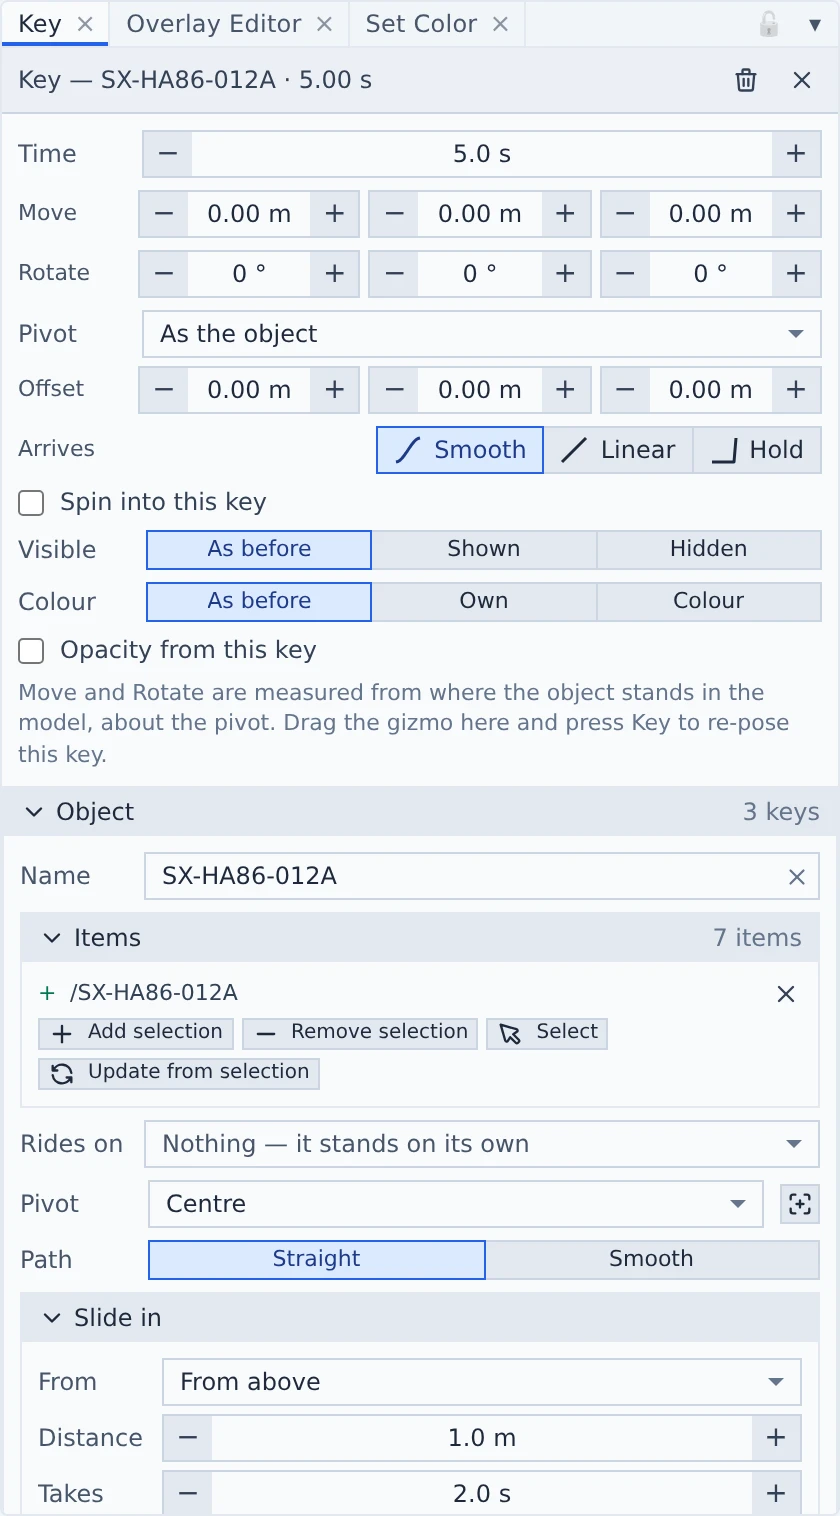 Key × Overlay Editor × Set Color × ▼
Key — SX-HA86-012A · 5.00 s ×
Time − 5.0 s +
Move − 0.00 m + − 0.00 m + − 0.00 m +
Rotate − 0 ° + − 0 ° + − 0 ° +
Pivot As the object
Offset − 0.00 m + − 0.00 m + − 0.00 m +
Arrives Smooth Linear Hold
Spin into this key
Visible As before Shown Hidden
Colour As before Own Colour
Opacity from this key
Move and Rotate are measured from where the object stands in the
model, about the pivot. Drag the gizmo here and press Key to re-pose
this key.
Object 3 keys
Name SX-HA86-012A ×
Items 7 items
+ /SX-HA86-012A ×
+ Add selection − Remove selection Select
Update from selection
Rides on Nothing — it stands on its own
Pivot Centre
Path Straight Smooth
Slide in
From From above
Distance − 1.0 m +
Takes − 2.0 s +